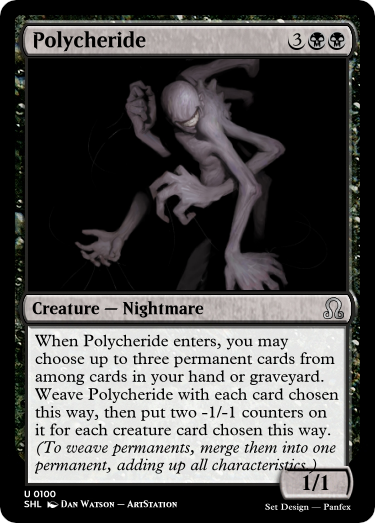 Polycheride 3
Creature — Nightmare
When Polycheride enters, you may
choose up to three permanent cards from
among cards in your hand or graveyard.
Weave Polycheride with each card chosen
this way, then put two -1/-1 counters on
it for each creature card chosen this way.
(To weave permanents, merge them into one
permanent, adding up all characteristics.)
1/1
U 0100
SHL DAN WATSON — ARTSTATION
Set Design — Panfex